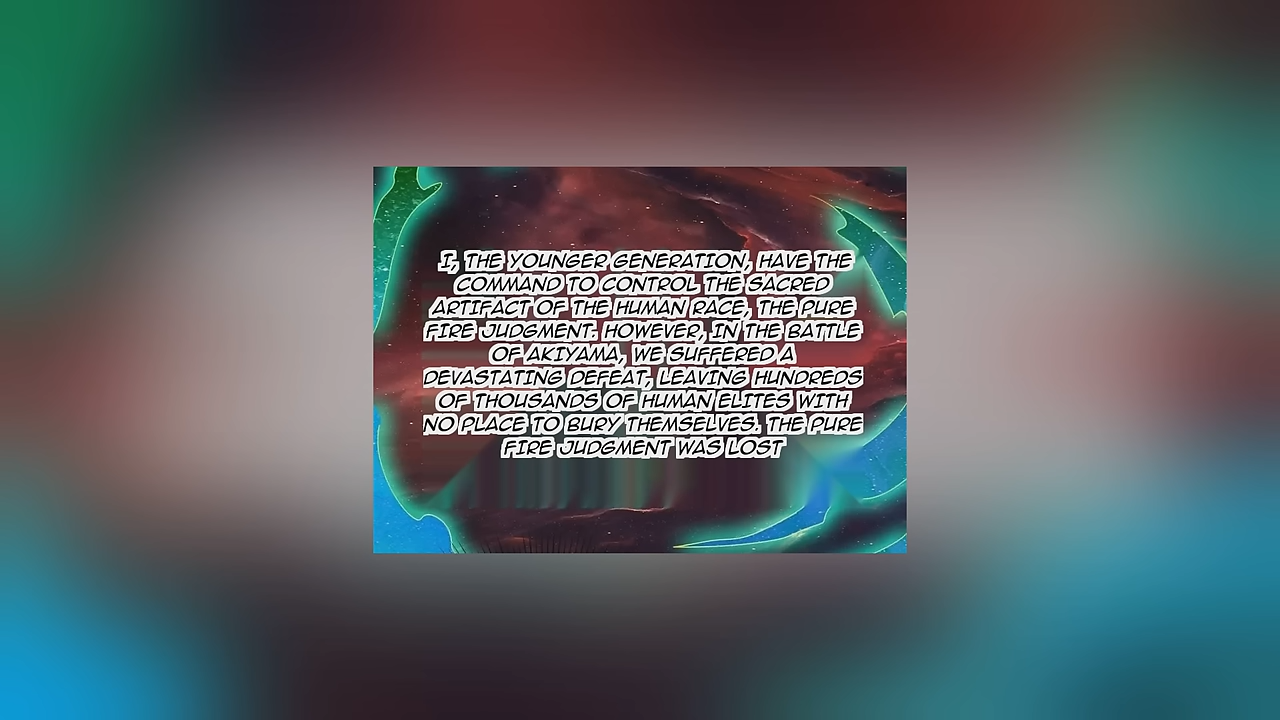 I, THE YOUNGER GENERATION, HAVE THE
COMMAND TO CONTROL THE SACRED
ARTIFACT OF THE HUMAN RACE, THE PURE
FIRE JUDGMENT. HOWEVER, IN THE BATTLE
OF AKIYAMA, WE SUFFERED A
DEVASTATING DEFEAT, LEAVING HUNDREDS
OF THOUSANDS OF HUMAN ELITES WITH
NO PLACE TO BURY THEMSELVES. THE PURE
FIRE JUDGMENT WAS LOST